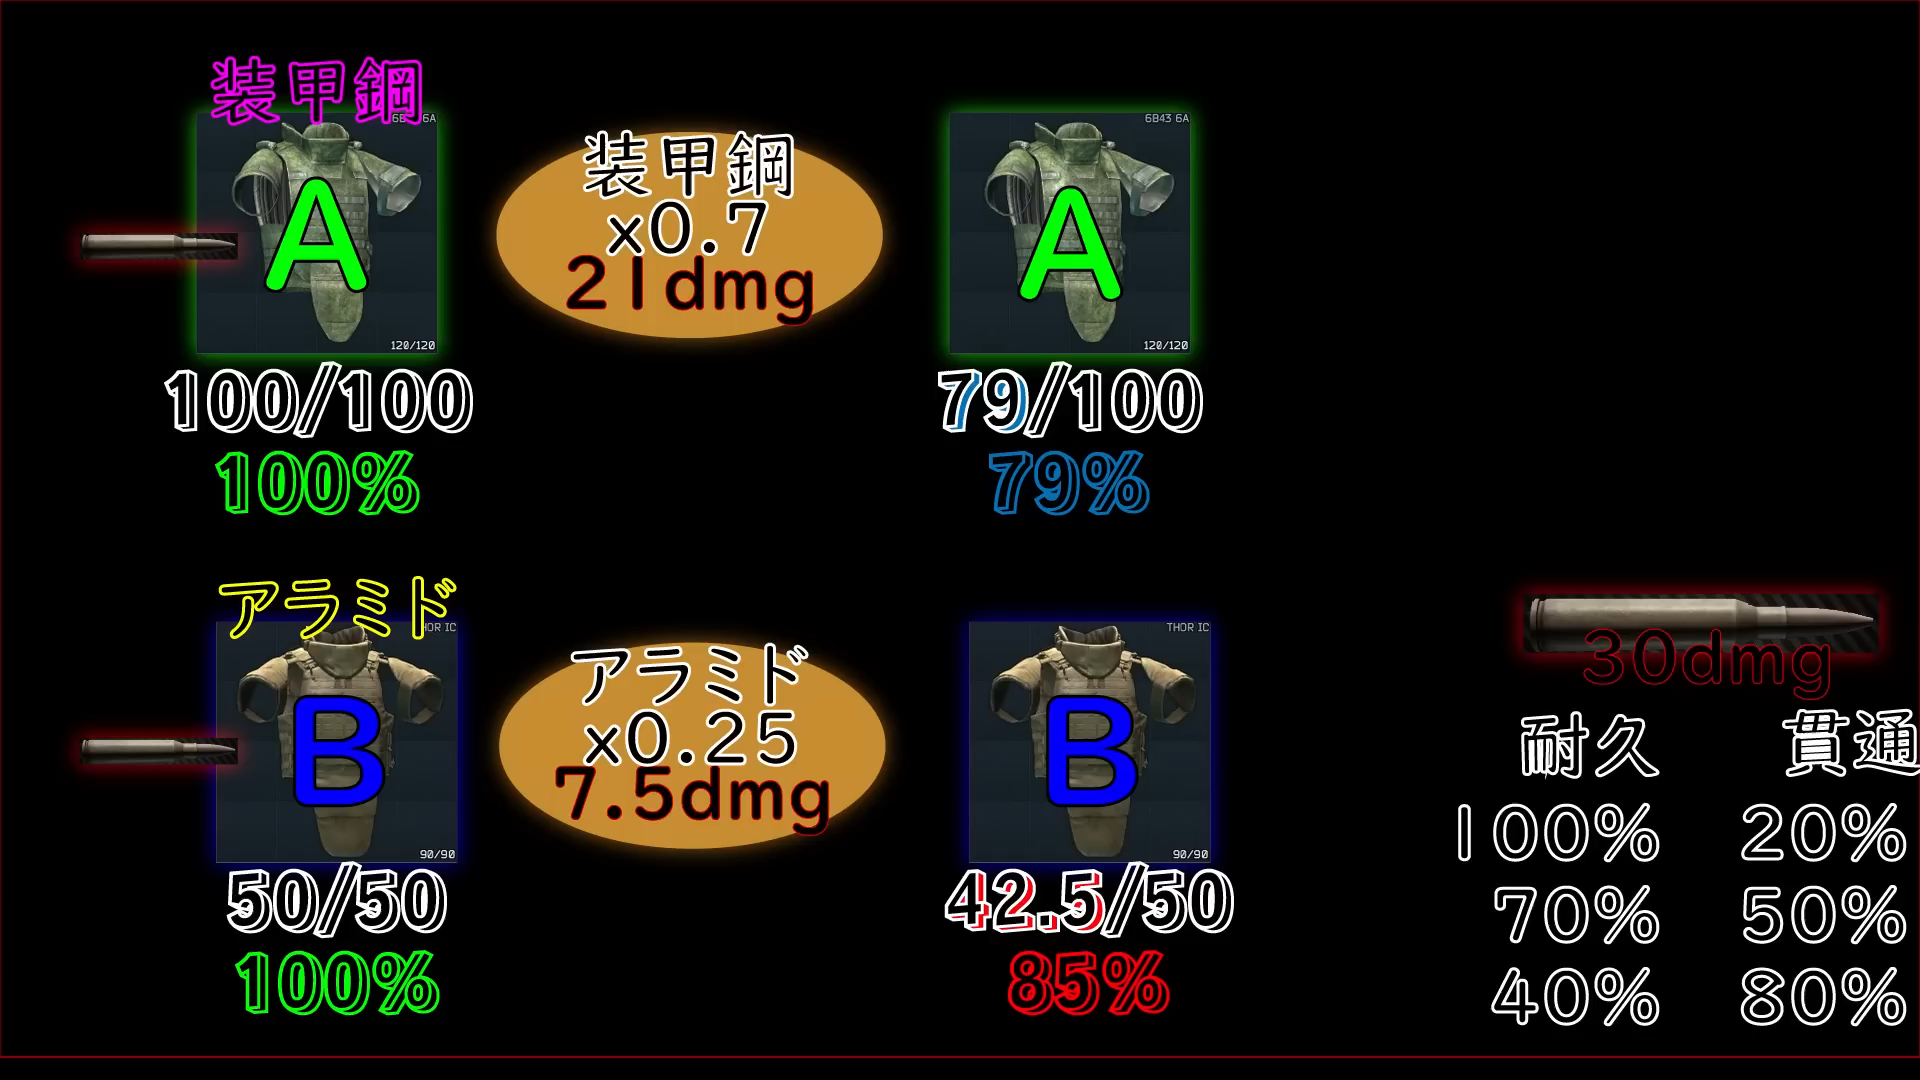 装甲鋼
6A
A
120/120
100/100
100%
装甲鋼
x0.7
21dmg
6B43 6A
A
120/120
79/100
79%
アラミド
THOR IC
B
90/90
50/50
100%
アラミド
x0.25
7.5dmg
THOR IC
B
90/90
42.5/50
85%
30dmg
耐久 貫通
100% 20%
70% 50%
40% 80%